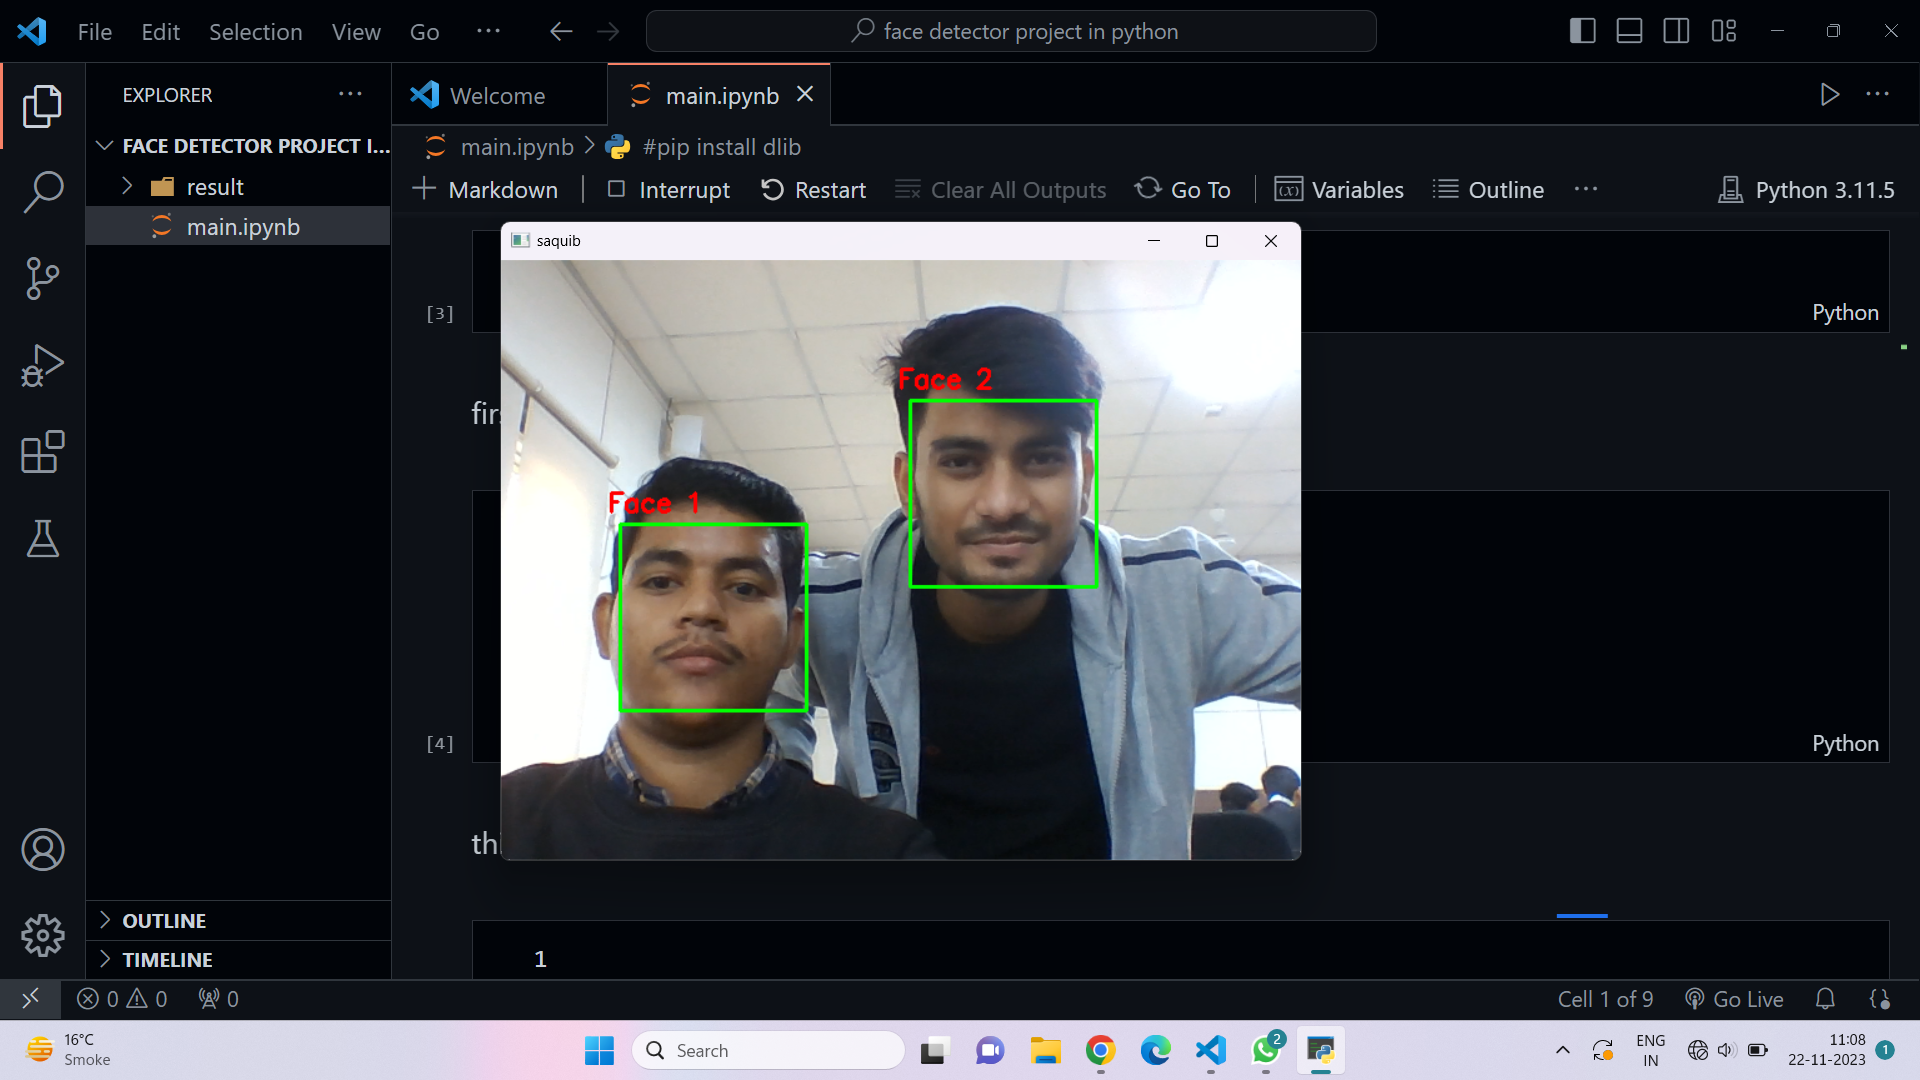 File Edit Selection View Go ···
face detector project in python
EXPLORER ···
FACE DETECTOR PROJECT I...
result
main.ipynb
OUTLINE
TIMELINE
Welcome
main.ipynb
main.ipynb > #pip install dlib
Markdown
Interrupt
Restart
Clear All Outputs
Go To
Variables
Outline
···
Python 3.11.5
saquib
[3]
Python
Face 2
Face 1
[4]
Python
1
0 0 0
Cell 1 of 9
Go Live
16°C
Smoke
Search
2
ENG
IN
11:08
22-11-2023
1